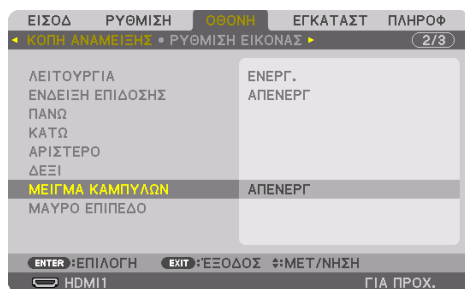 ΕΙΣΟΔ ΡΥΘΜΙΣΗ ΟΘΟΝΗ ΕΓΚΑΤΑΣΤ ΠΛΗΡΟΦ
◂ ΚΟΠΗ ΑΝΑΜΕΙΞΗΣ • ΡΥΘΜΙΣΗ ΕΙΚΟΝΑΣ ▸ 2/3
ΛΕΙΤΟΥΡΓΙΑ ΕΝΕΡΓ.
ΕΝΔΕΙΞΗ ΕΠΙΔΟΣΗΣ ΑΠΕΝΕΡΓ
ΠΑΝΩ
ΚΑΤΩ
ΑΡΙΣΤΕΡΟ
ΔΕΞΙ
ΜΕΙΓΜΑ ΚΑΜΠΥΛΩΝ ΑΠΕΝΕΡΓ
ΜΑΥΡΟ ΕΠΙΠΕΔΟ
ENTER :ΕΠΙΛΟΓΗ EXIT :ΈΞΟΔΟΣ ♦:ΜΕΤ/ΝΗΣΗ
HDMI1 ΓΙΑ ΠΡΟΧ.